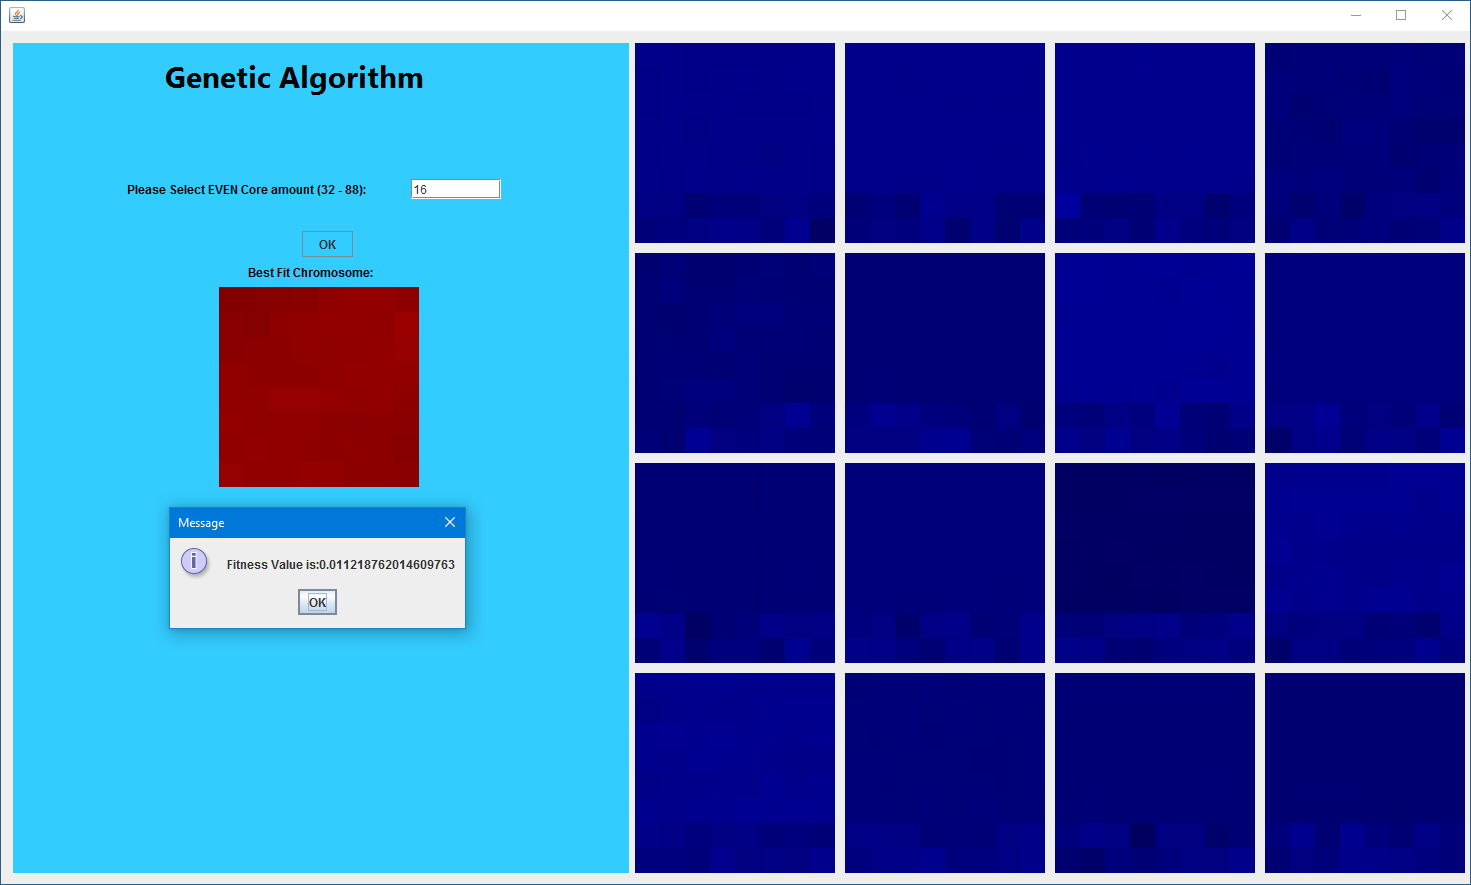 Genetic Algorithm
Please Select EVEN Core amount (32 - 88): 16
OK
Best Fit Chromosome:
Message
Fitness Value is:0.011218762014609763
OK